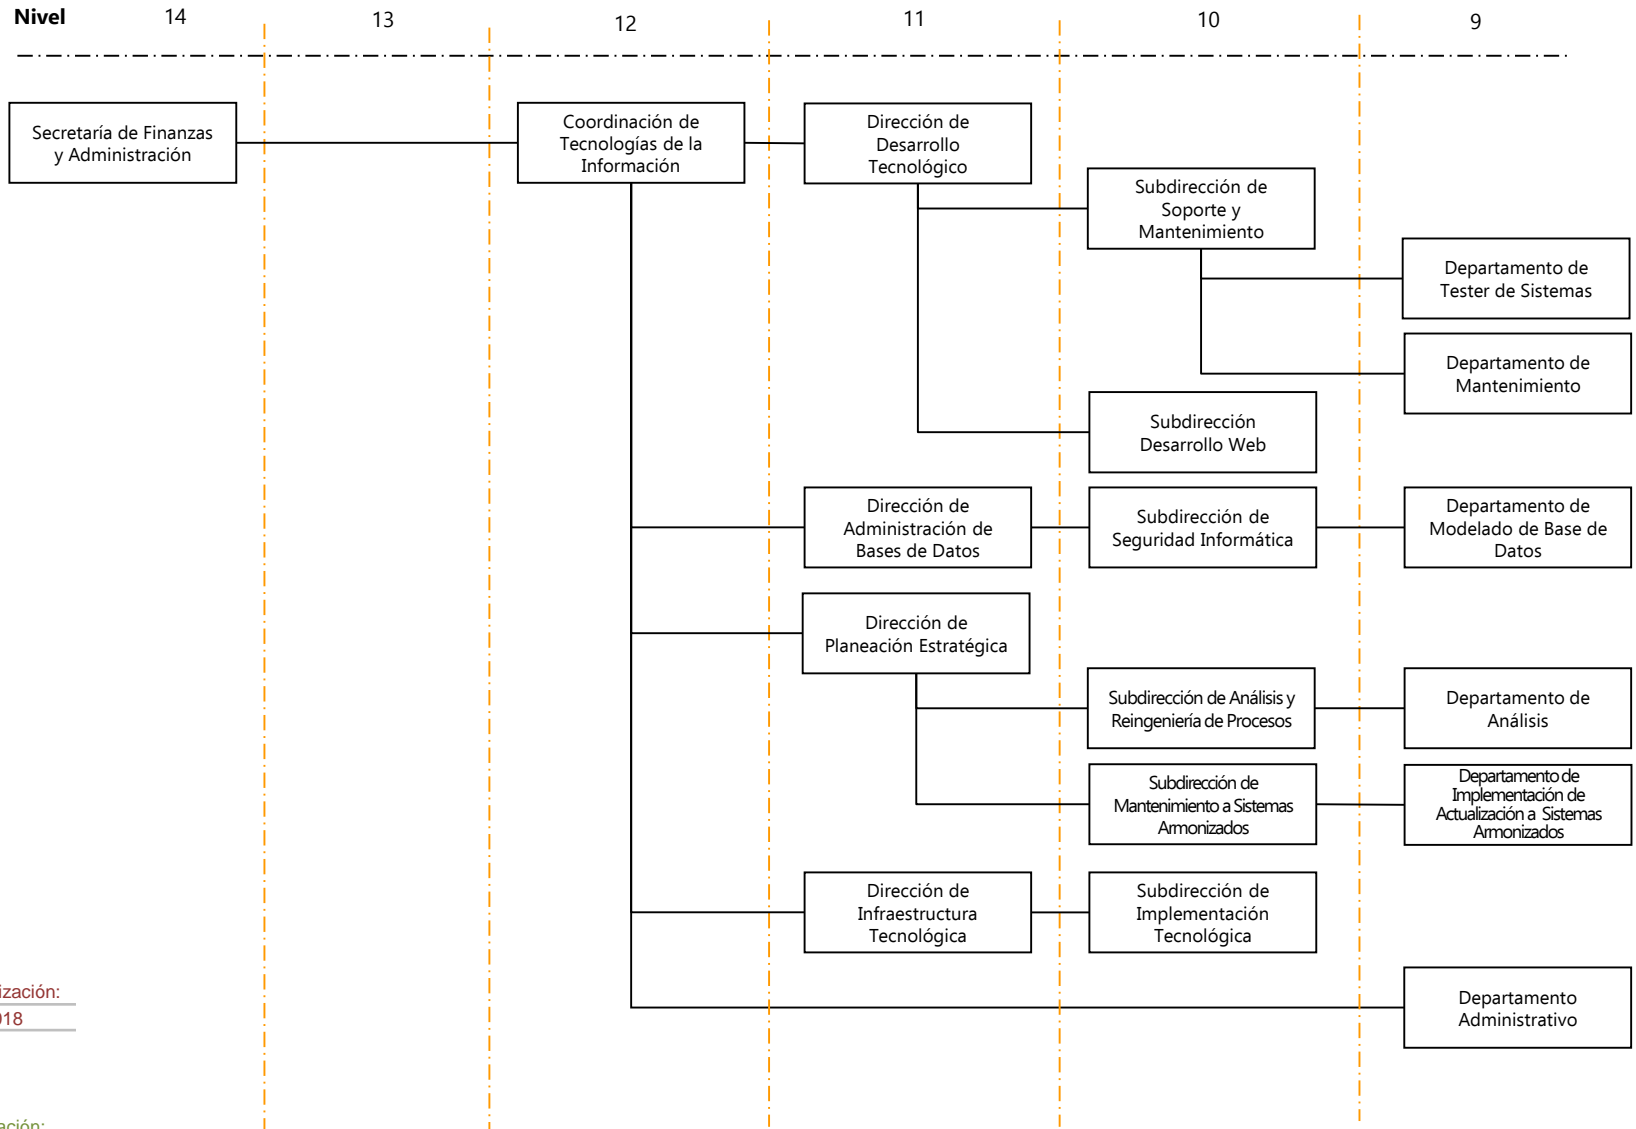 Nivel 14 13 12 11 10 9
Secretaría de Finanzas
y Administración
Coordinación de
Tecnologías de la
Información
Dirección de
Desarrollo
Tecnológico
Subdirección de
Soporte y
Mantenimiento
Departamento de
Tester de Sistemas
Departamento de
Mantenimiento
Subdirección
Desarrollo Web
Dirección de
Administración de
Bases de Datos
Subdirección de
Seguridad Informática
Departamento de
Modelado de Base de
Datos
Dirección de
Planeación Estratégica
Subdirección de Análisis y
Reingeniería de Procesos
Departamento de
Análisis
Subdirección de
Mantenimiento a Sistemas
Armonizados
Departamento de
Implementación de
Actualización a Sistemas
Armonizados
Dirección de
Infraestructura
Tecnológica
Subdirección de
Implementación
Tecnológica
Departamento
Administrativo
ización:
018